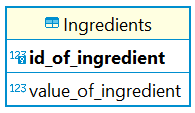 Ingredients
123 id_of_ingredient
123 value_of_ingredient